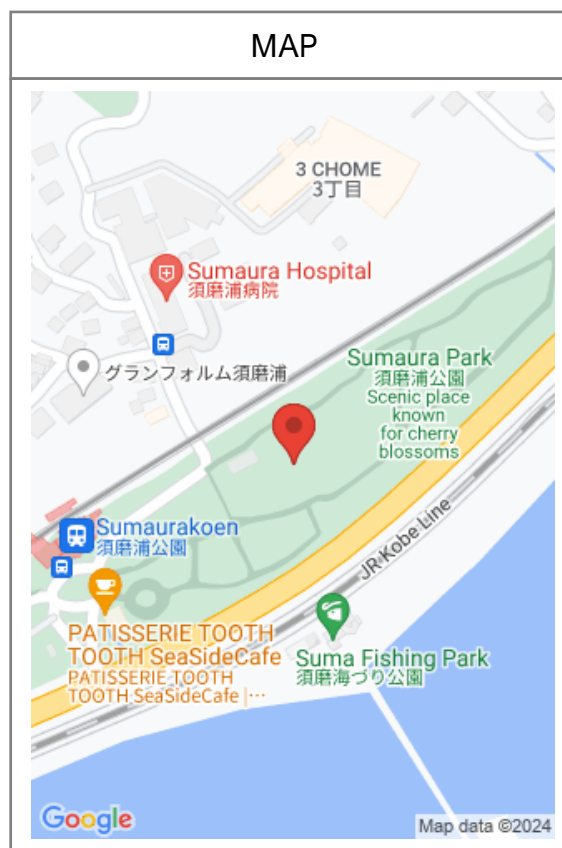 MAP
3 CHOME
3丁目
Sumaura Hospital
須磨浦病院
グランフォルム須磨浦
Sumaura Park
須磨浦公園
Scenic place
known
for cherry
blossoms
Sumaurakoen
須磨浦公園
JR Kobe Line
PATISSERIE TOOTH
TOOTH SeaSideCafe
PATISSERIE TOOTH
TOOTH SeaSideCafe |…
Suma Fishing Park
須磨海づり公園
Google
Map data ©2024